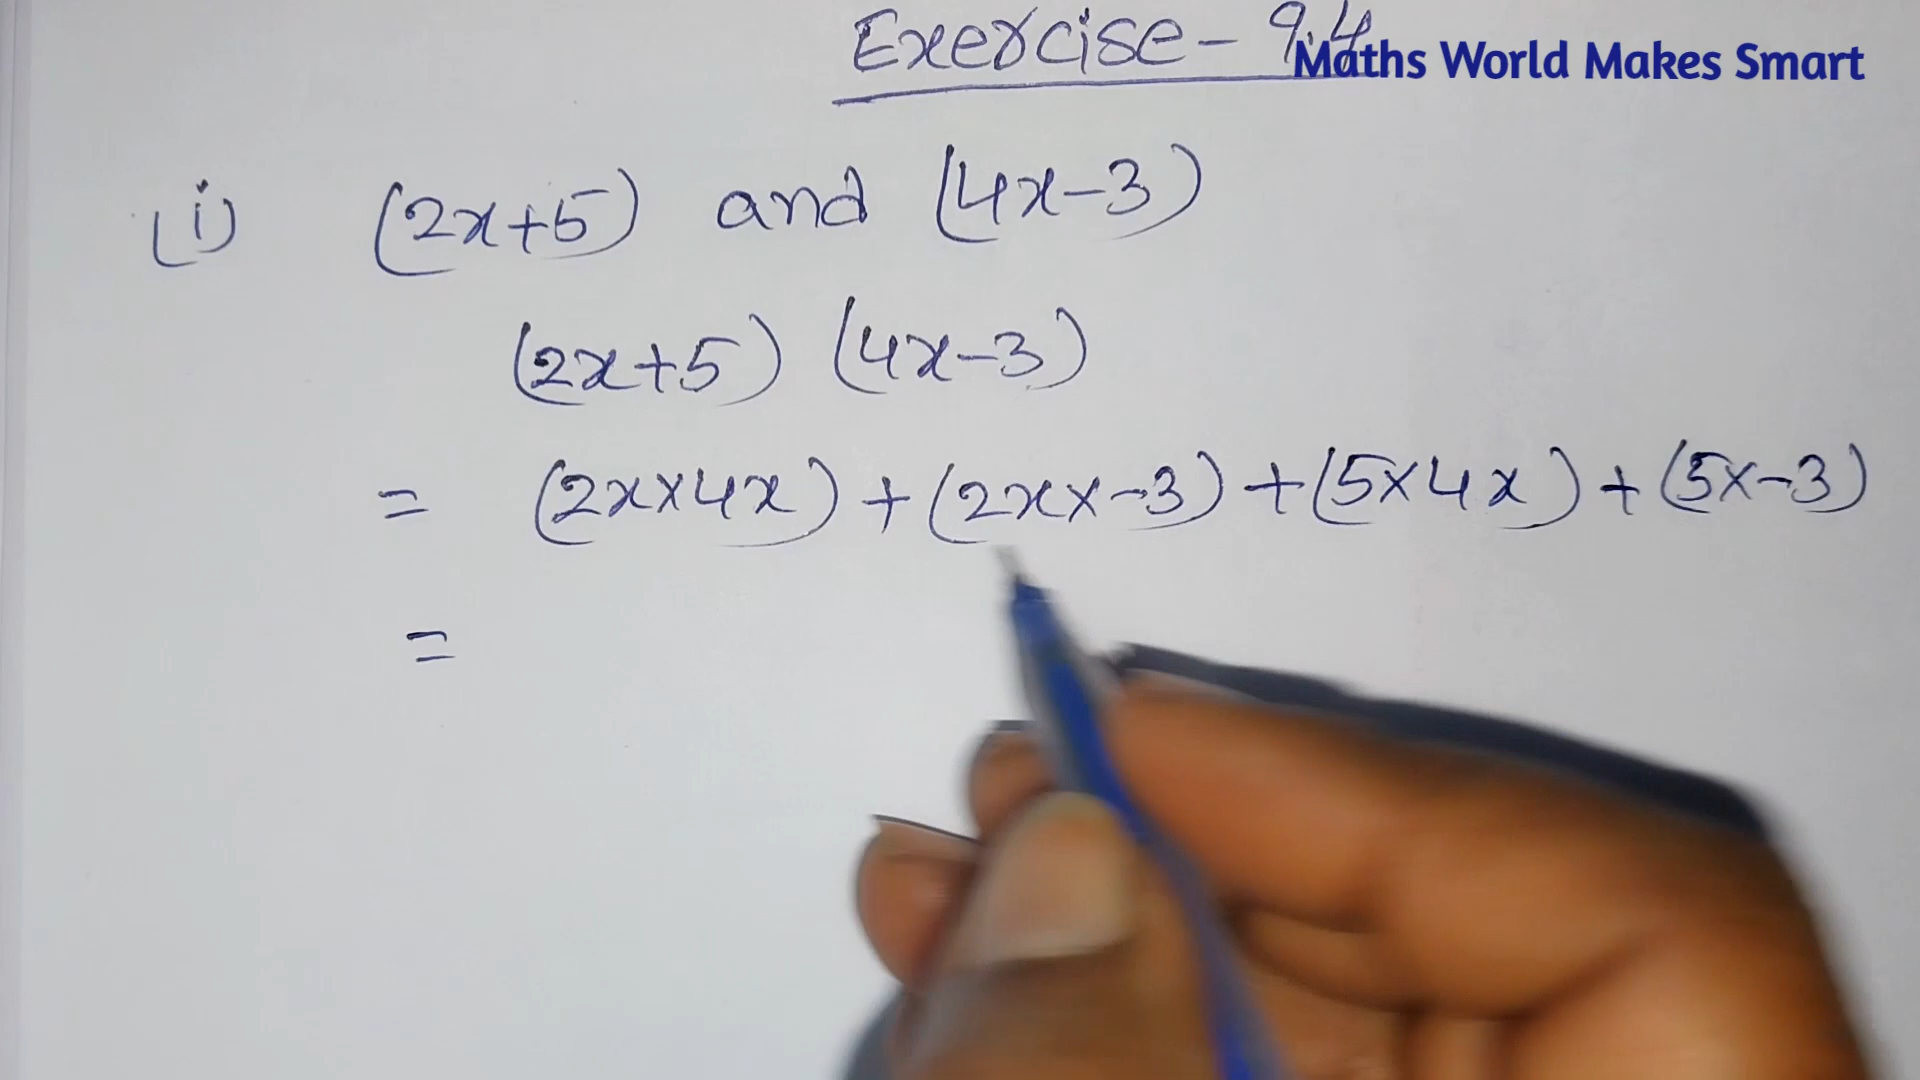 Exercise - 9.4
Maths World Makes Smart
(i) (2x+5) and (4x-3)
(2x+5) (4x-3)
= (2x×4x) + (2x×-3) + (5×4x) + (5×-3)
=